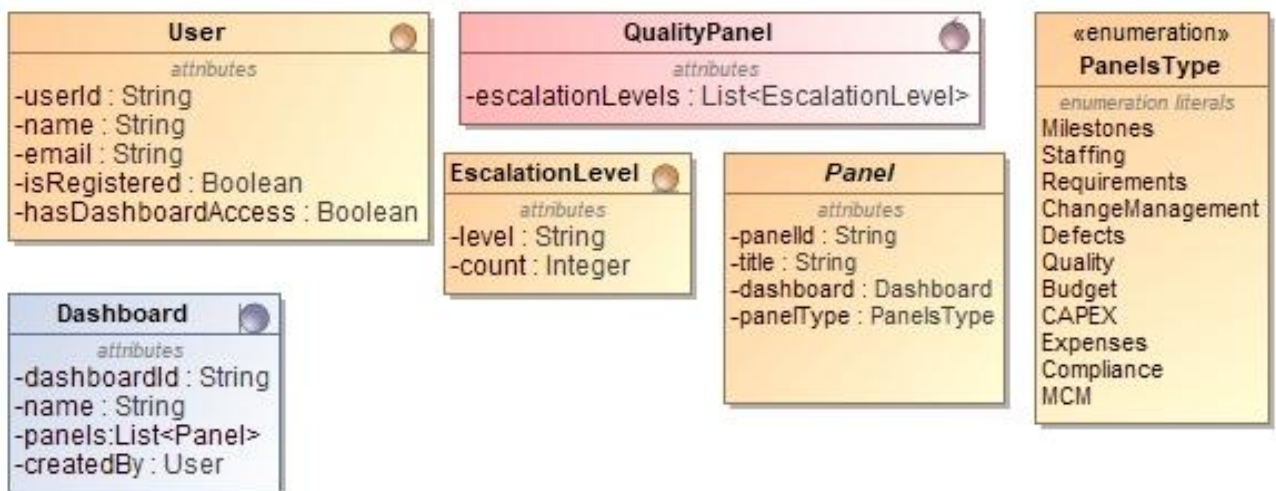 User
attributes
-userId : String
-name : String
-email : String
-isRegistered : Boolean
-hasDashboardAccess : Boolean
QualityPanel
attributes
-escalationLevels : List<EscalationLevel>
EscalationLevel
attributes
-level : String
-count : Integer
Panel
attributes
-panelId : String
-title : String
-dashboard : Dashboard
-panelType : PanelsType
«enumeration»
PanelsType
enumeration literals
Milestones
Staffing
Requirements
ChangeManagement
Defects
Quality
Budget
CAPEX
Expenses
Compliance
MCM
Dashboard
attributes
-dashboardId : String
-name : String
-panels:List<Panel>
-createdBy : User